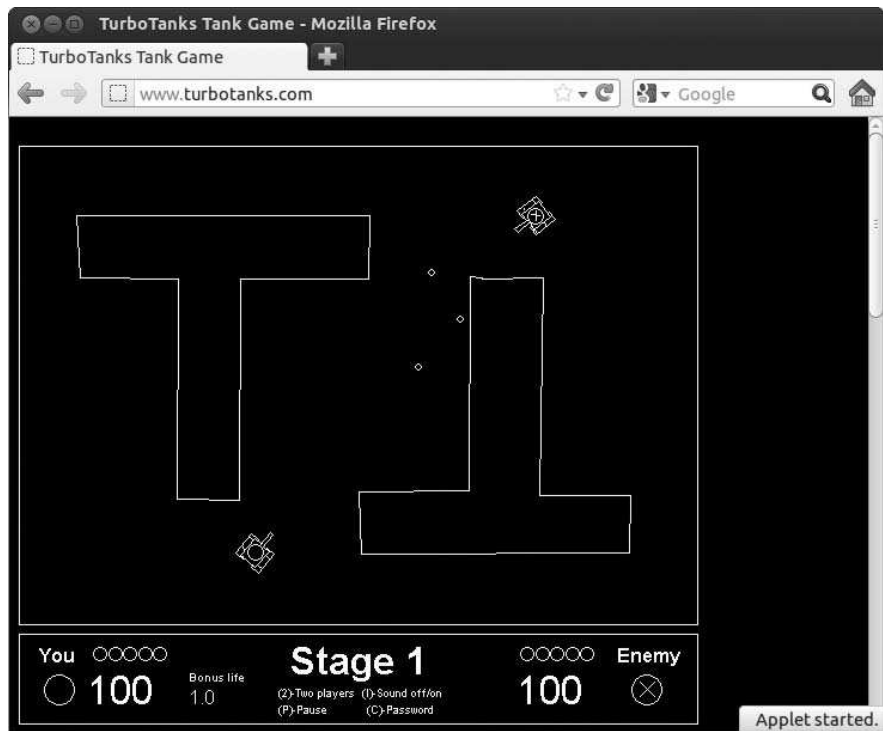 TurboTanks Tank Game - Mozilla Firefox
TurboTanks Tank Game
www.turbotanks.com
Google
You
Stage 1
Enemy
100
Bonus life
1.0
(2)-Two players (I)-Sound off/on
(P)-Pause (C)-Password
100
Applet started.